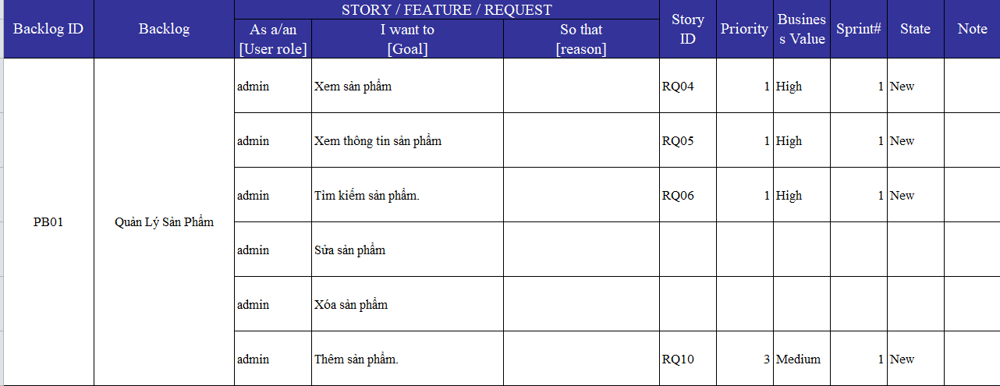 STORY / FEATURE / REQUEST
Backlog ID Backlog As a/an [User role] I want to [Goal] So that [reason] Story ID Priority Business Value Sprint# State Note
PB01 Quản Lý Sản Phẩm
admin Xem sản phẩm RQ04 1 High 1 New
admin Xem thông tin sản phẩm RQ05 1 High 1 New
admin Tìm kiếm sản phẩm. RQ06 1 High 1 New
admin Sửa sản phẩm
admin Xóa sản phẩm
admin Thêm sản phẩm. RQ10 3 Medium 1 New